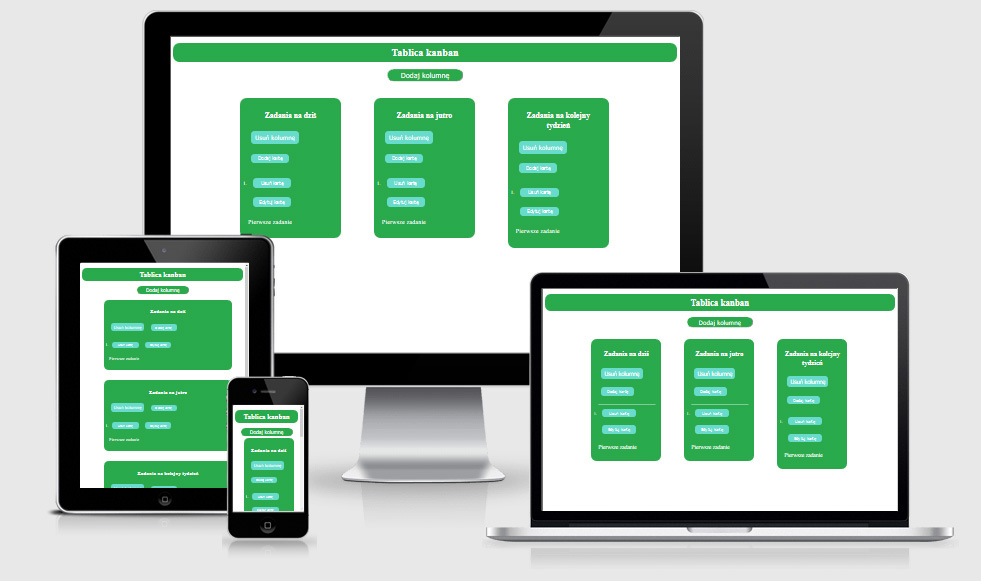 Tablica kanban
Dodaj kolumnę
Zadania na dziś
Usuń kolumnę
Dodaj kartę
1. Usuń kartę
Edytuj kartę
Pierwsze zadanie
Zadania na jutro
Usuń kolumnę
Dodaj kartę
1. Usuń kartę
Edytuj kartę
Pierwsze zadanie
Zadania na kolejny
tydzień
Usuń kolumnę
Dodaj kartę
1. Usuń kartę
Edytuj kartę
Pierwsze zadanie
Tablica kanban
Dodaj kolumnę
Zadania na dziś
Usuń kolumnę Dodaj kartę
1. Usuń kartę Edytuj kartę
Pierwsze zadanie
Zadania na jutro
Usuń kolumnę Dodaj kartę
1. Usuń kartę Edytuj kartę
Pierwsze zadanie
Zadania na kolejny tydzień
Tablica kanban
Dodaj kolumnę
Zadania na dziś
Usuń kolumnę
Dodaj kartę
1. Usuń kartę
Tablica kanban
Dodaj kolumnę
Zadania na dziś
Usuń kolumnę
Dodaj kartę
1. Usuń kartę
Edytuj kartę
Pierwsze zadanie
Zadania na jutro
Usuń kolumnę
Dodaj kartę
1. Usuń kartę
Edytuj kartę
Pierwsze zadanie
Zadania na kolejny
tydzień
Usuń kolumnę
Dodaj kartę
1. Usuń kartę
Edytuj kartę
Pierwsze zadanie